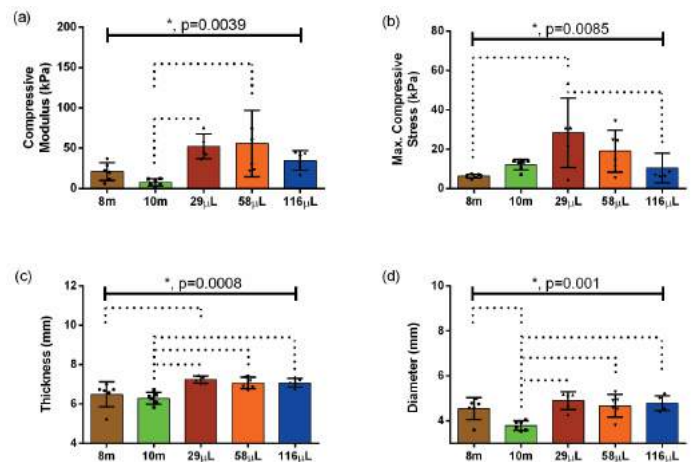 (a)
*, p=0.0039
Compressive
Modulus (kPa)
200
150
100
50
0
8m 10m 29μL 58μL 116μL
(b)
*, p=0.0085
Max. Compressive
Stress (kPa)
80
60
40
20
0
8m 10m 29μL 58μL 116μL
(c)
*, p=0.0008
Thickness (mm)
12
10
8
6
4
8m 10m 29μL 58μL 116μL
(d)
*, p=0.001
Diameter (mm)
10
8
6
4
2
8m 10m 29μL 58μL 116μL